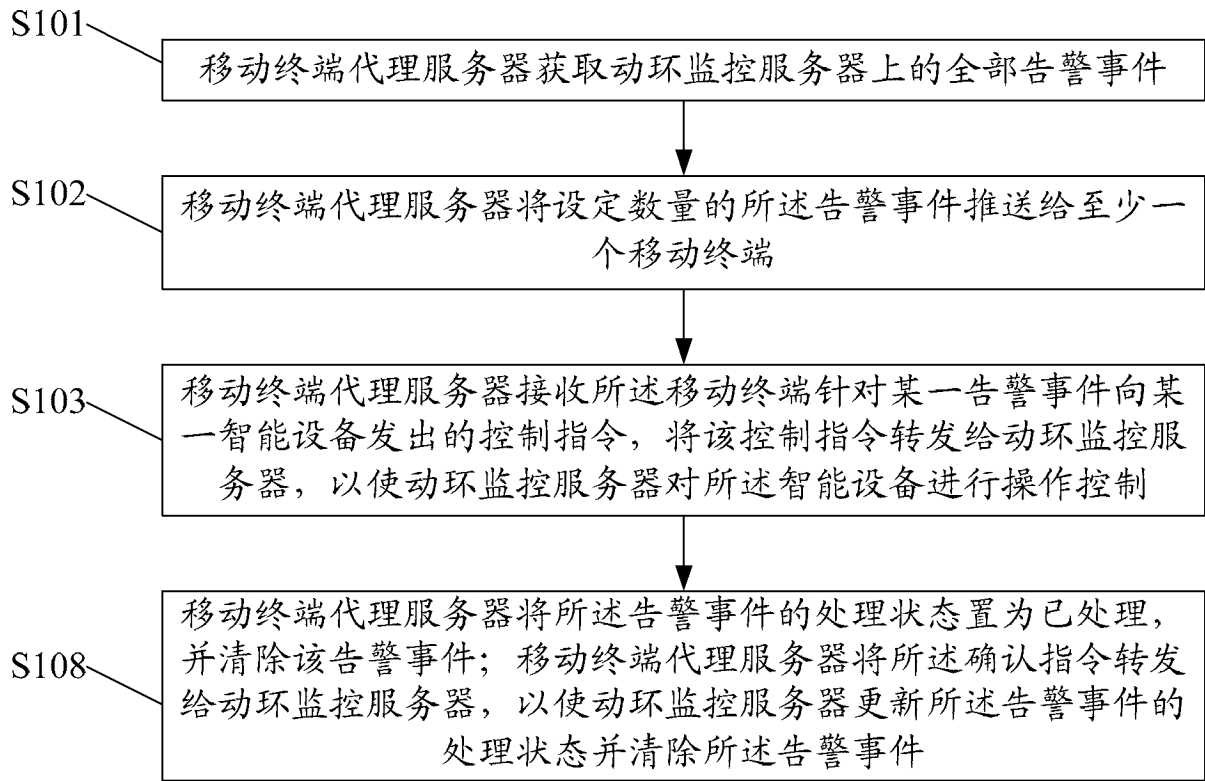 S101
移动终端代理服务器获取动环监控服务器上的全部告警事件
S102
移动终端代理服务器将设定数量的所述告警事件推送给至少一
个移动终端
S103
移动终端代理服务器接收所述移动终端针对某一告警事件向某
一智能设备发出的控制指令，将该控制指令转发给动环监控服
务器，以使动环监控服务器对所述智能设备进行操作控制
S108
移动终端代理服务器将所述告警事件的处理状态置为已处理，
并清除该告警事件；移动终端代理服务器将所述确认指令转发
给动环监控服务器，以使动环监控服务器更新所述告警事件的
处理状态并清除所述告警事件